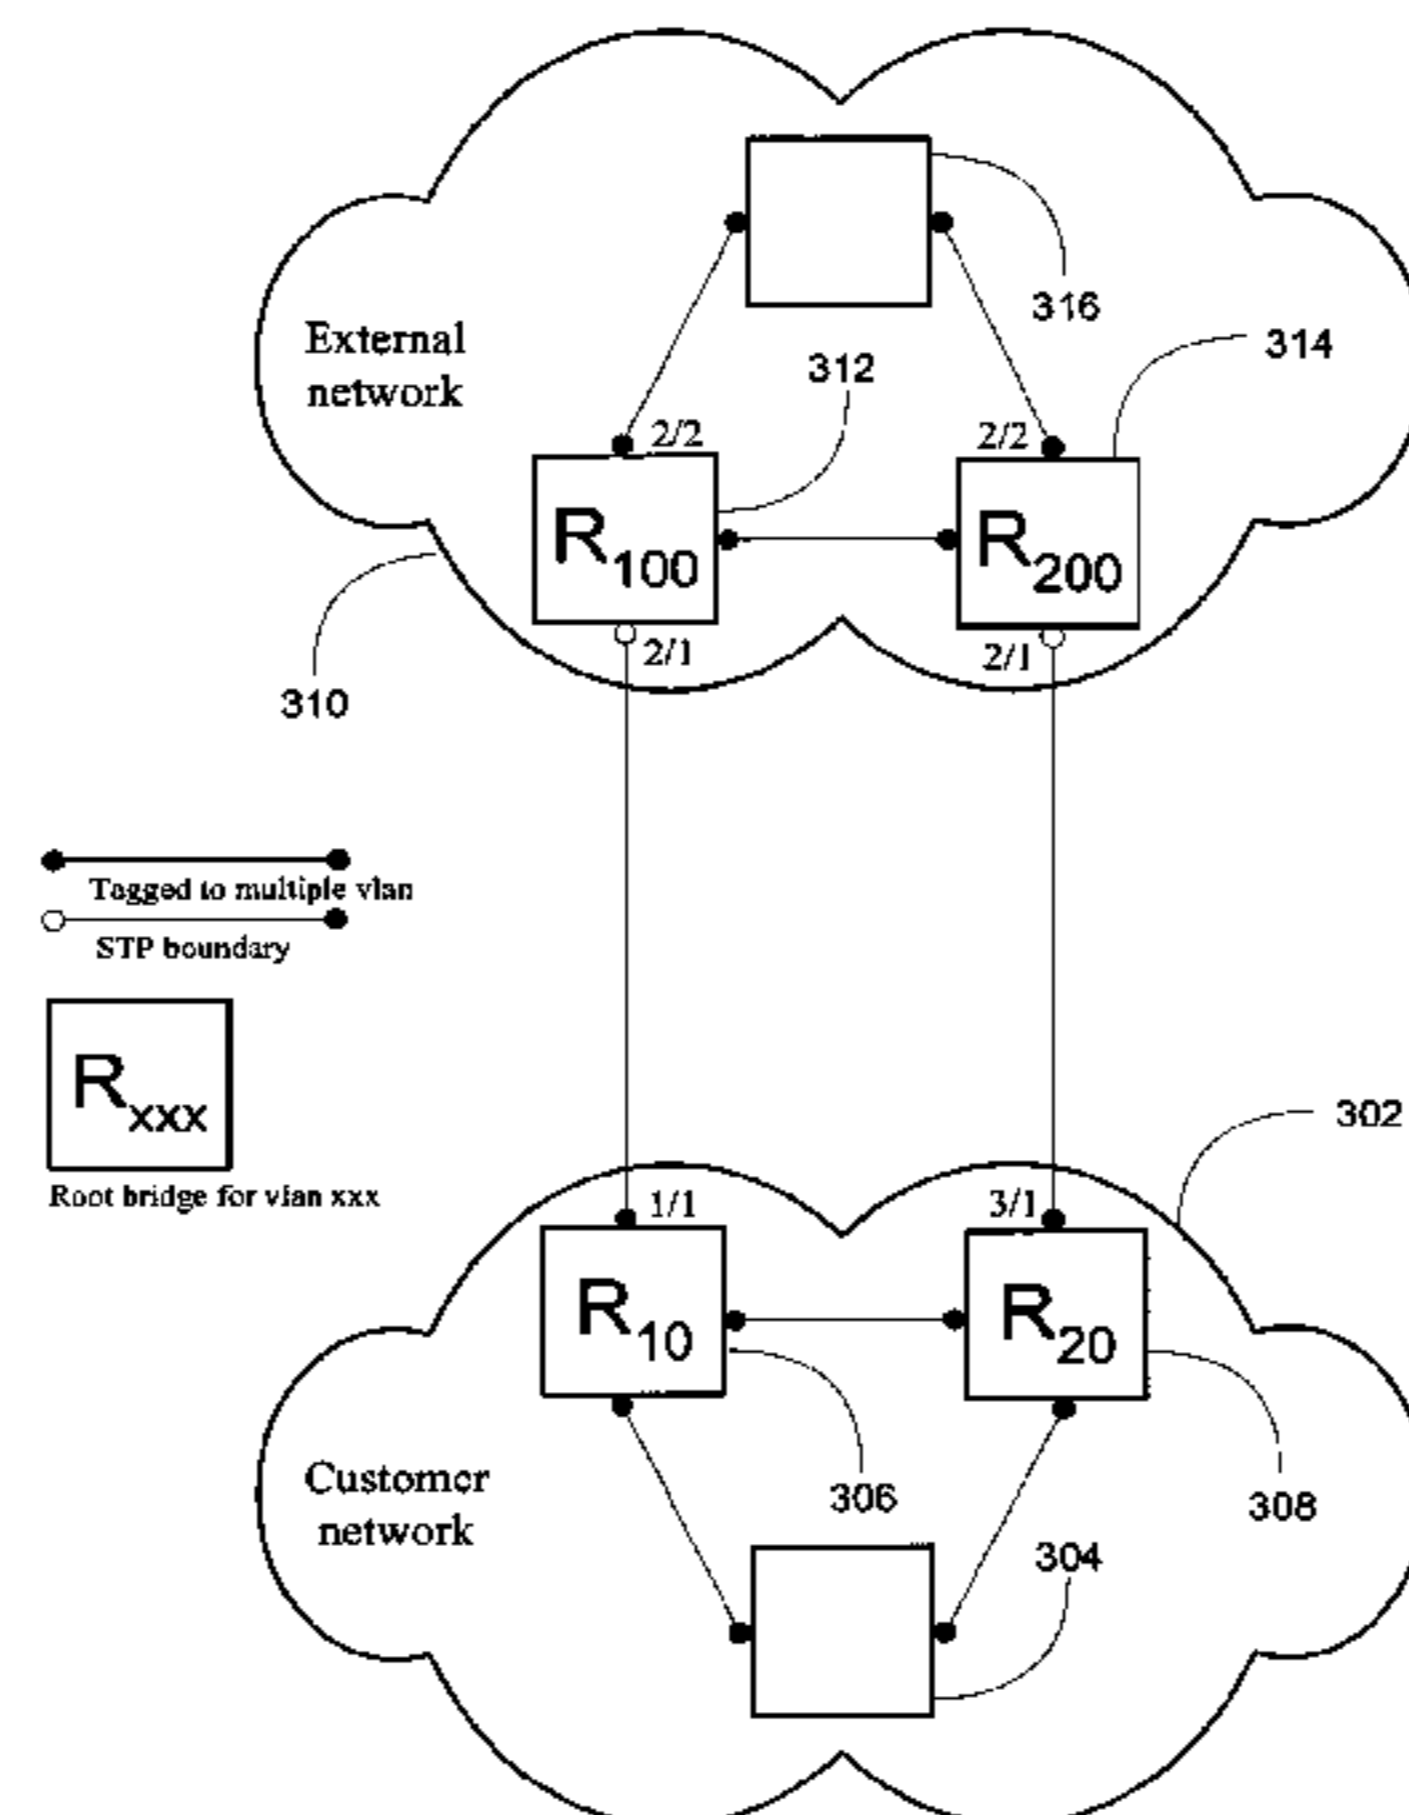 316
External
network
312
314
2/2
2/2
R100
R200
2/1
2/1
310
Tagged to multiple vlan
STP boundary
Rxxx
Root bridge for vlan xxx
302
1/1
3/1
R10
R20
306
308
Customer
network
304